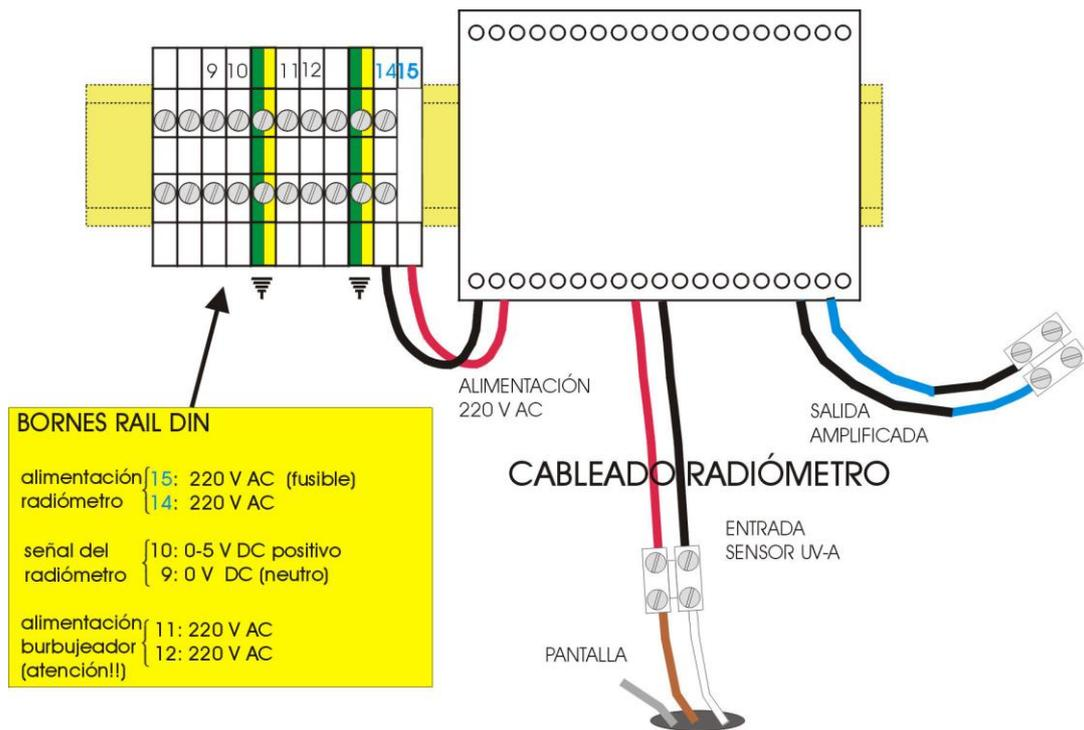 9 10 11 12 14 15
ALIMENTACIÓN
220 V AC
SALIDA
AMPLIFICADA
CABLEADO RADIÓMETRO
ENTRADA
SENSOR UV-A
PANTALLA
BORNES RAIL DIN
alimentación 15: 220 V AC (fusible)
radiómetro 14: 220 V AC
señal del 10: 0-5 V DC positivo
radiómetro 9: 0 V DC (neutro)
alimentación 11: 220 V AC
burbujeador 12: 220 V AC
(atención!!)